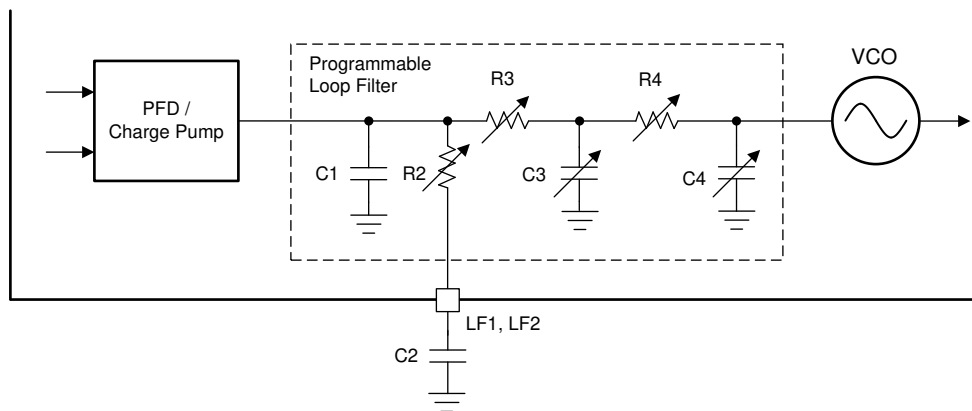 Programmable
Loop Filter
VCO
R3
R4
PFD /
Charge Pump
C1
R2
C3
C4
LF1, LF2
C2